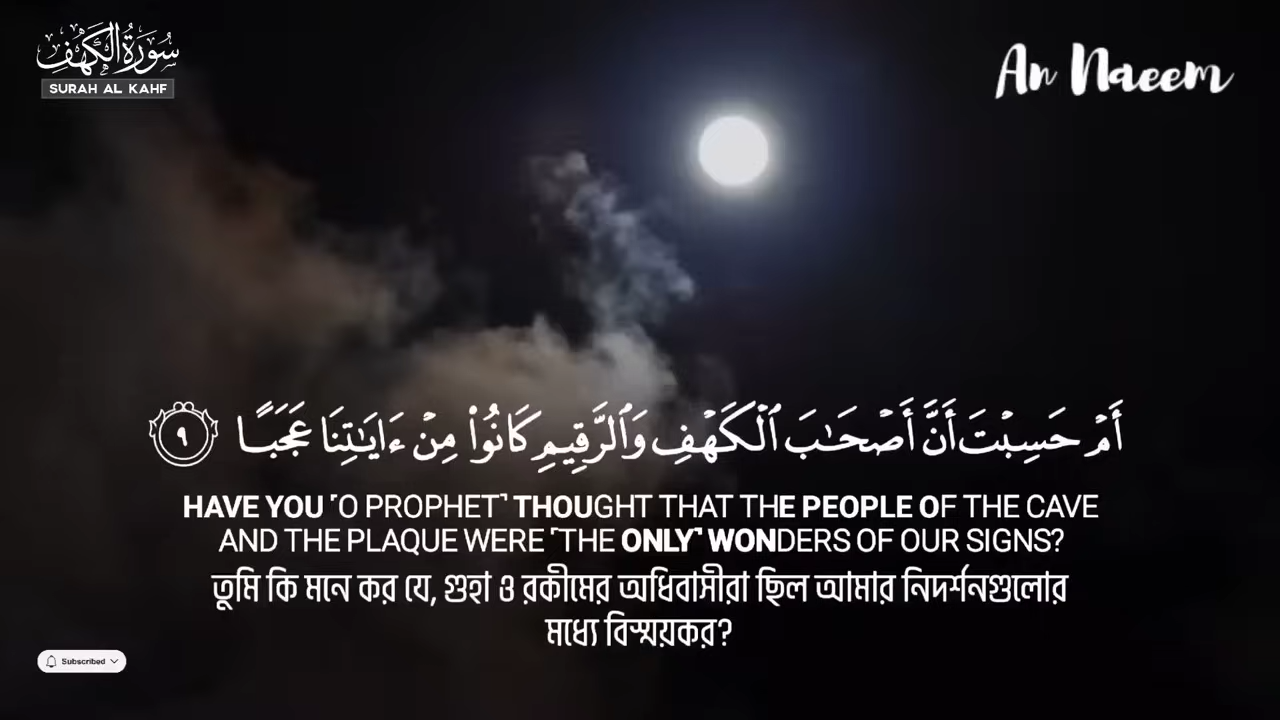 سُورَةُ الكَهْفِ
SURAH AL KAHF
An Naeem
أَمْ حَسِبْتَ أَنَّ أَصْحَـٰبَ ٱلْكَهْفِ وَٱلرَّقِيمِ كَانُوا۟ مِنْ ءَايَـٰتِنَا عَجَبًا ٩
HAVE YOU ˹O PROPHET˺ THOUGHT THAT THE PEOPLE OF THE CAVE
AND THE PLAQUE WERE ˹THE ONLY˺ WONDERS OF OUR SIGNS?
তুমি কি মনে কর যে, গুহা ও রকীমের অধিবাসীরা ছিল আমার নিদর্শনগুলোর
মধ্যে বিস্ময়কর?
Subscribed